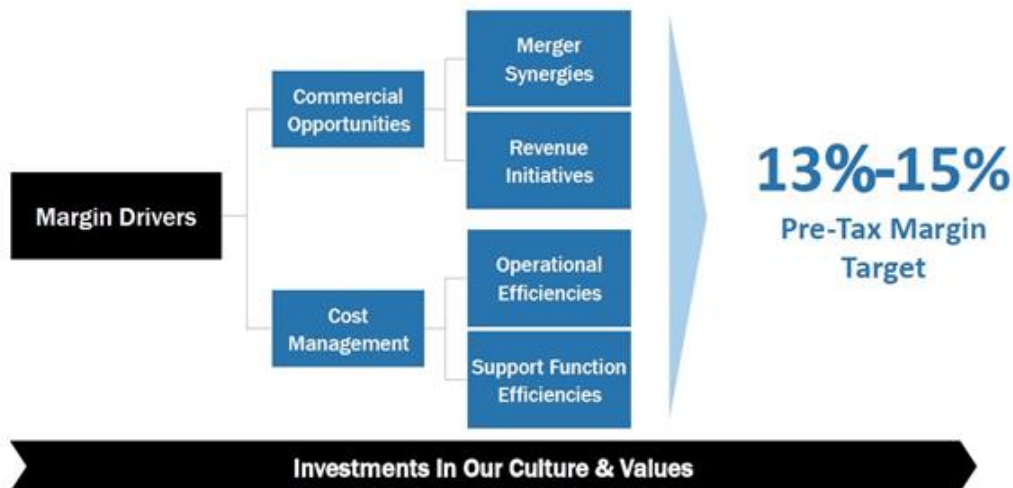 Margin Drivers
Commercial
Opportunities
Cost
Management
Merger
Synergies
Revenue
Initiatives
Operational
Efficiencies
Support Function
Efficiencies
13%-15%
Pre-Tax Margin
Target
Investments In Our Culture & Values